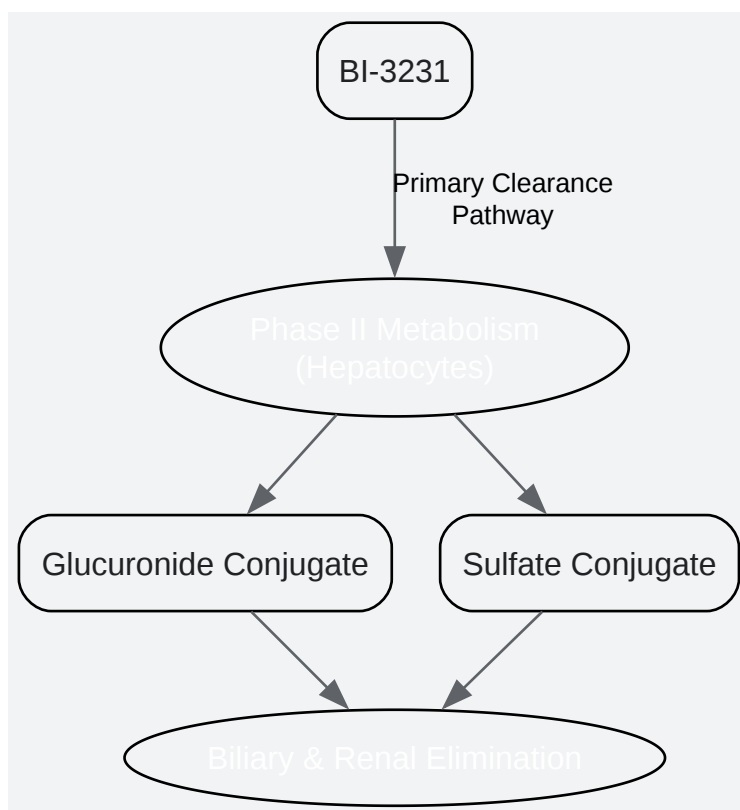 BI-3231
Primary Clearance
Pathway
Phase II Metabolism
(Hepatocytes)
Glucuronide Conjugate
Sulfate Conjugate
Biliary & Renal Elimination